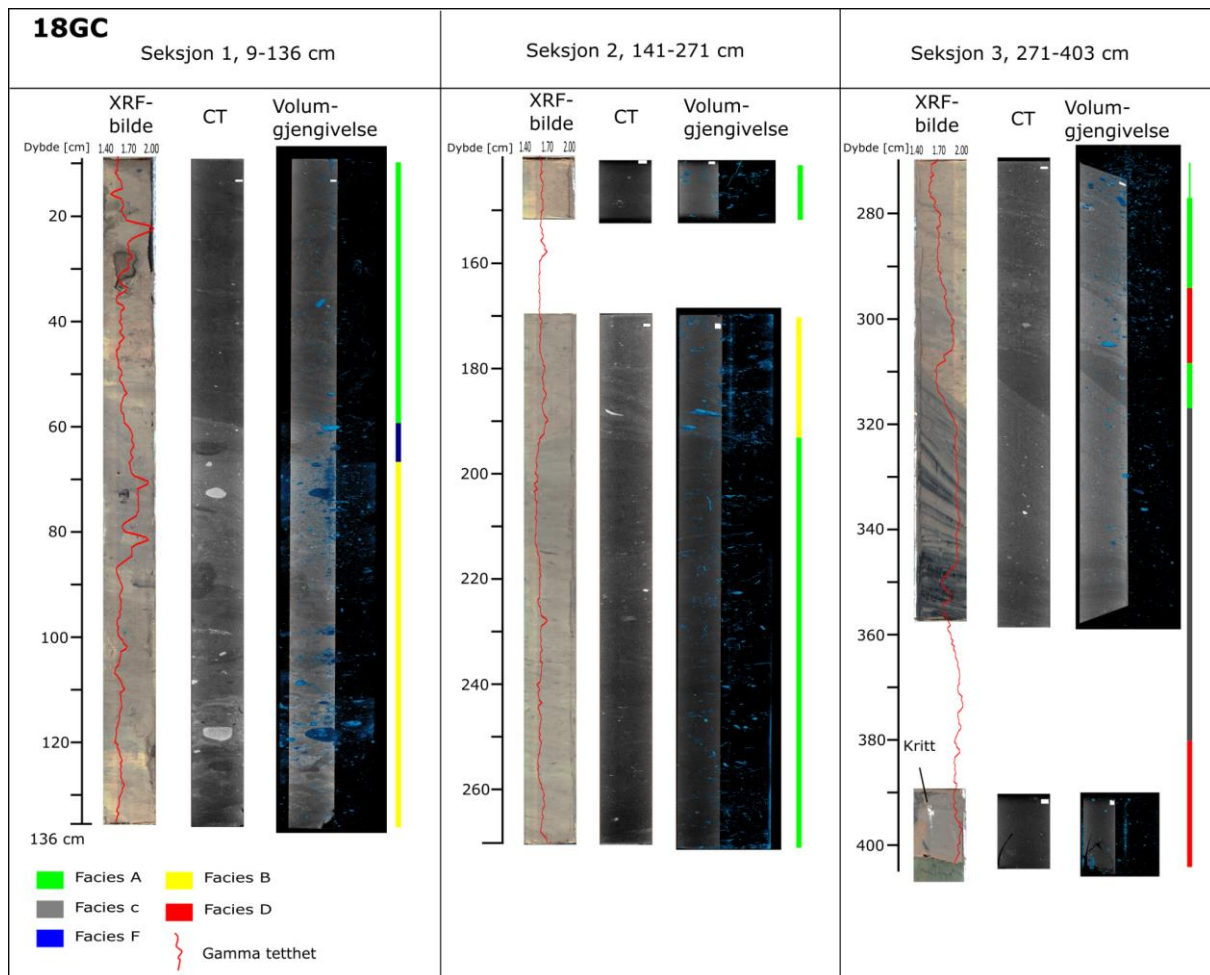 18GC
Seksjon 1, 9-136 cm
Seksjon 2, 141-271 cm
Seksjon 3, 271-403 cm
XRF-
bilde
CT
Volum-
gjengivelse
Dybde [cm]
1.40 1.70 2.00
20
40
60
80
100
120
136 cm
XRF-
bilde
CT
Volum-
gjengivelse
Dybde [cm]
1.40 1.70 2.00
160
180
200
220
240
260
XRF-
bilde
CT
Volum-
gjengivelse
Dybde [cm]
1.40 1.70 2.00
280
300
320
340
360
380
400
Kritt
Facies A
Facies B
Facies c
Facies D
Facies F
Gamma tetthet